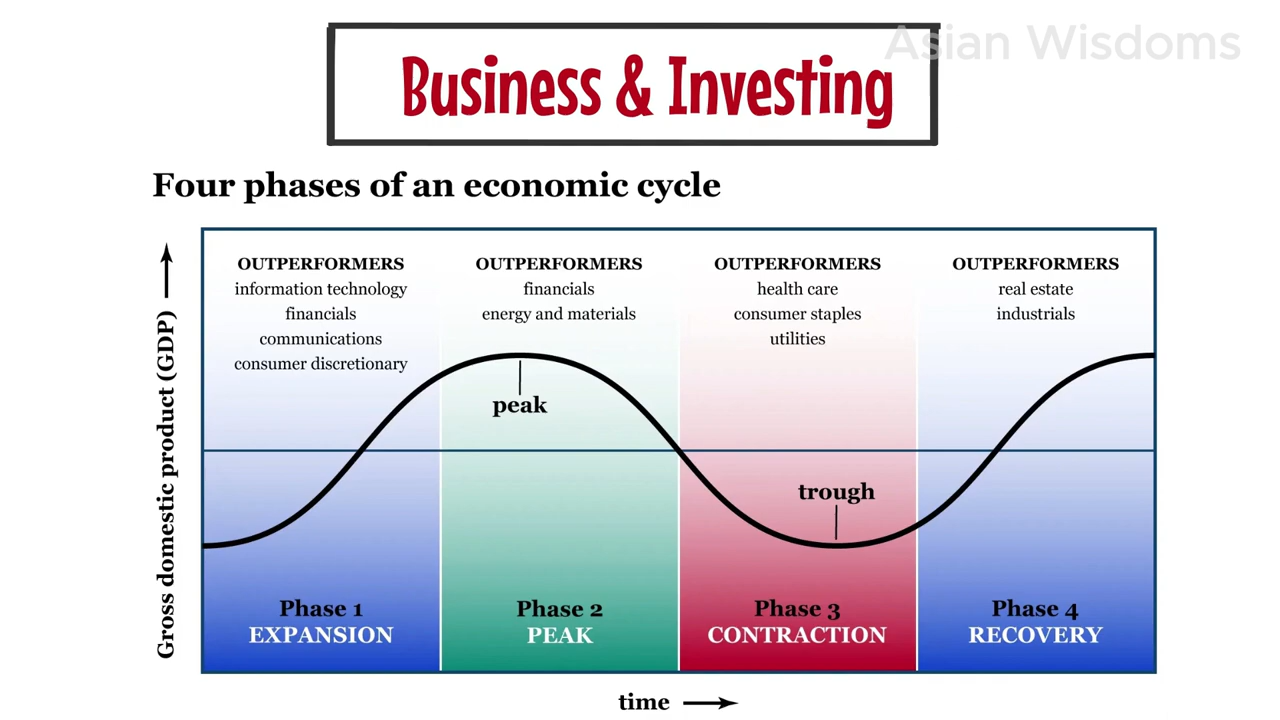 Asian Wisdoms
Business & Investing
Four phases of an economic cycle
Gross domestic product (GDP)
OUTPERFORMERS
information technology
financials
communications
consumer discretionary
OUTPERFORMERS
financials
energy and materials
OUTPERFORMERS
health care
consumer staples
utilities
OUTPERFORMERS
real estate
industrials
peak
trough
Phase 1
EXPANSION
Phase 2
PEAK
Phase 3
CONTRACTION
Phase 4
RECOVERY
time